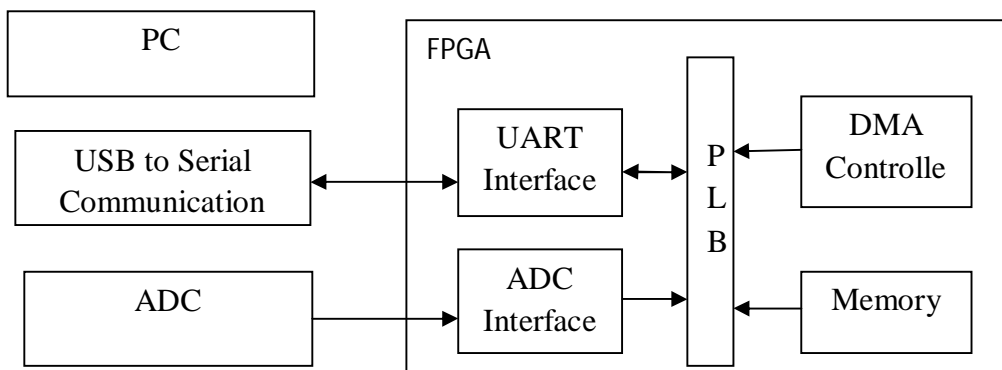 PC
FPGA
USB to Serial
Communication
UART
Interface
P
L
B
DMA
Controlle
ADC
ADC
Interface
Memory